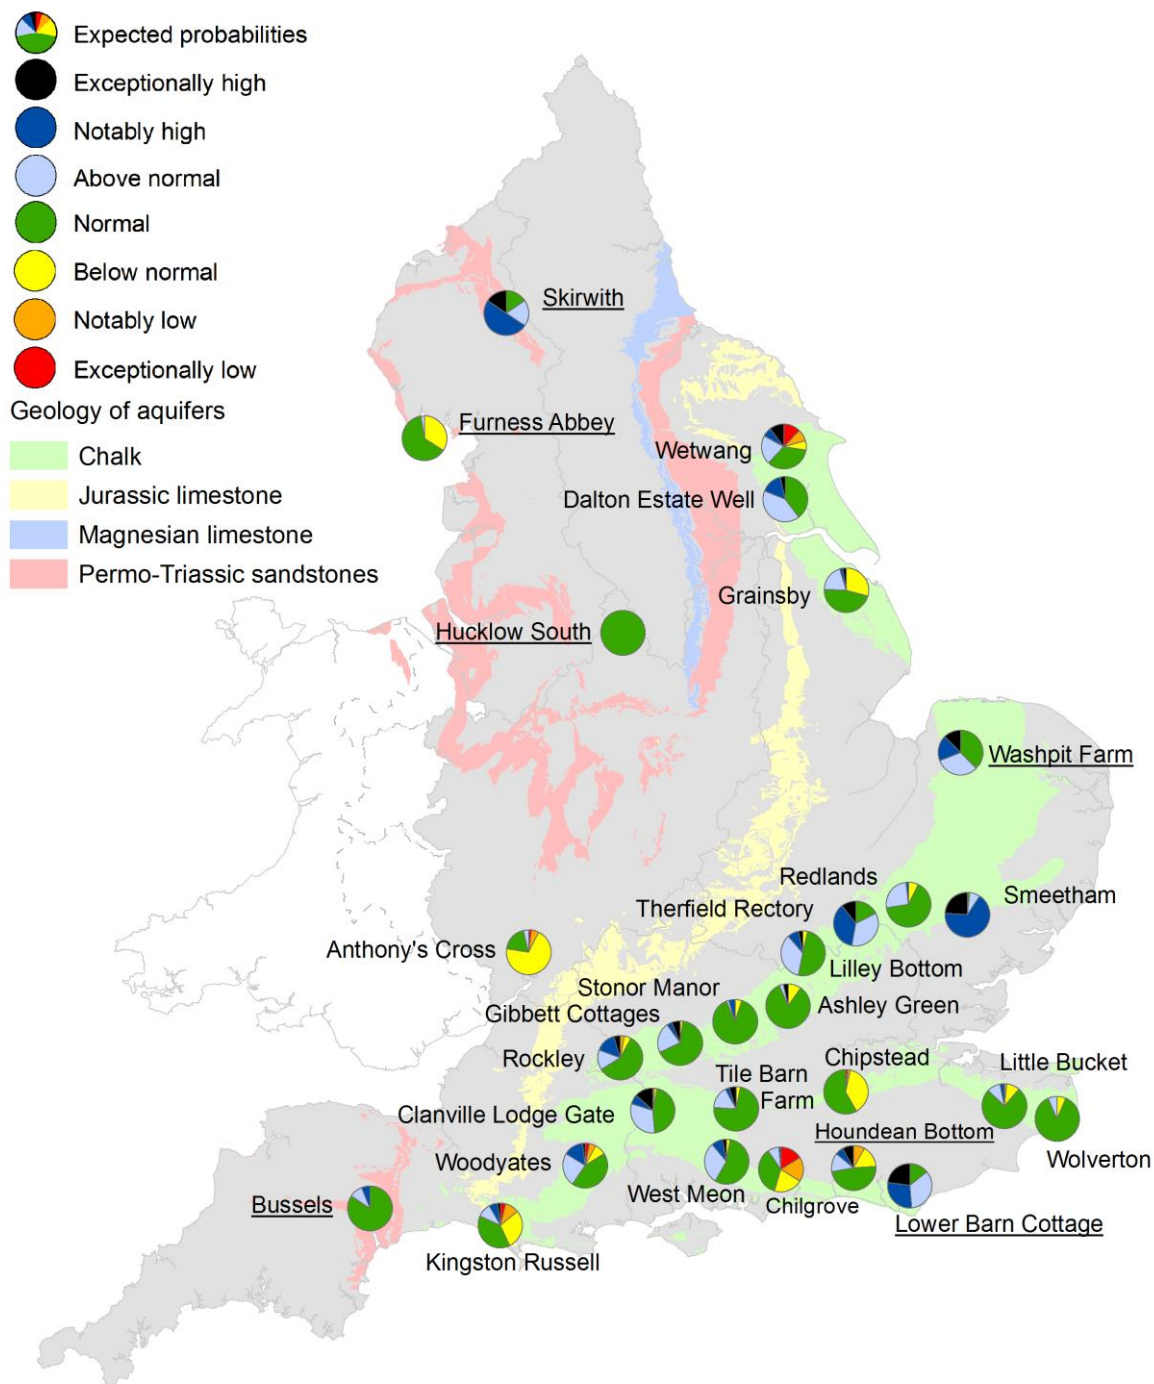 Expected probabilities
Exceptionally high
Notably high
Above normal
Normal
Below normal
Notably low
Exceptionally low
Geology of aquifers
Chalk
Jurassic limestone
Magnesian limestone
Permo-Triassic sandstones
Skirwith
Furness Abbey
Wetwang
Dalton Estate Well
Grainsby
Hucklow South
Washpit Farm
Redlands
Smeetham
Therfield Rectory
Anthony's Cross
Lilley Bottom
Stonor Manor
Ashley Green
Gibbett Cottages
Rockley
Chipstead
Little Bucket
Tile Barn
Farm
Clanville Lodge Gate
Houndean Bottom
Wolverton
Woodyates
West Meon
Chilgrove
Bussels
Lower Barn Cottage
Kingston Russell